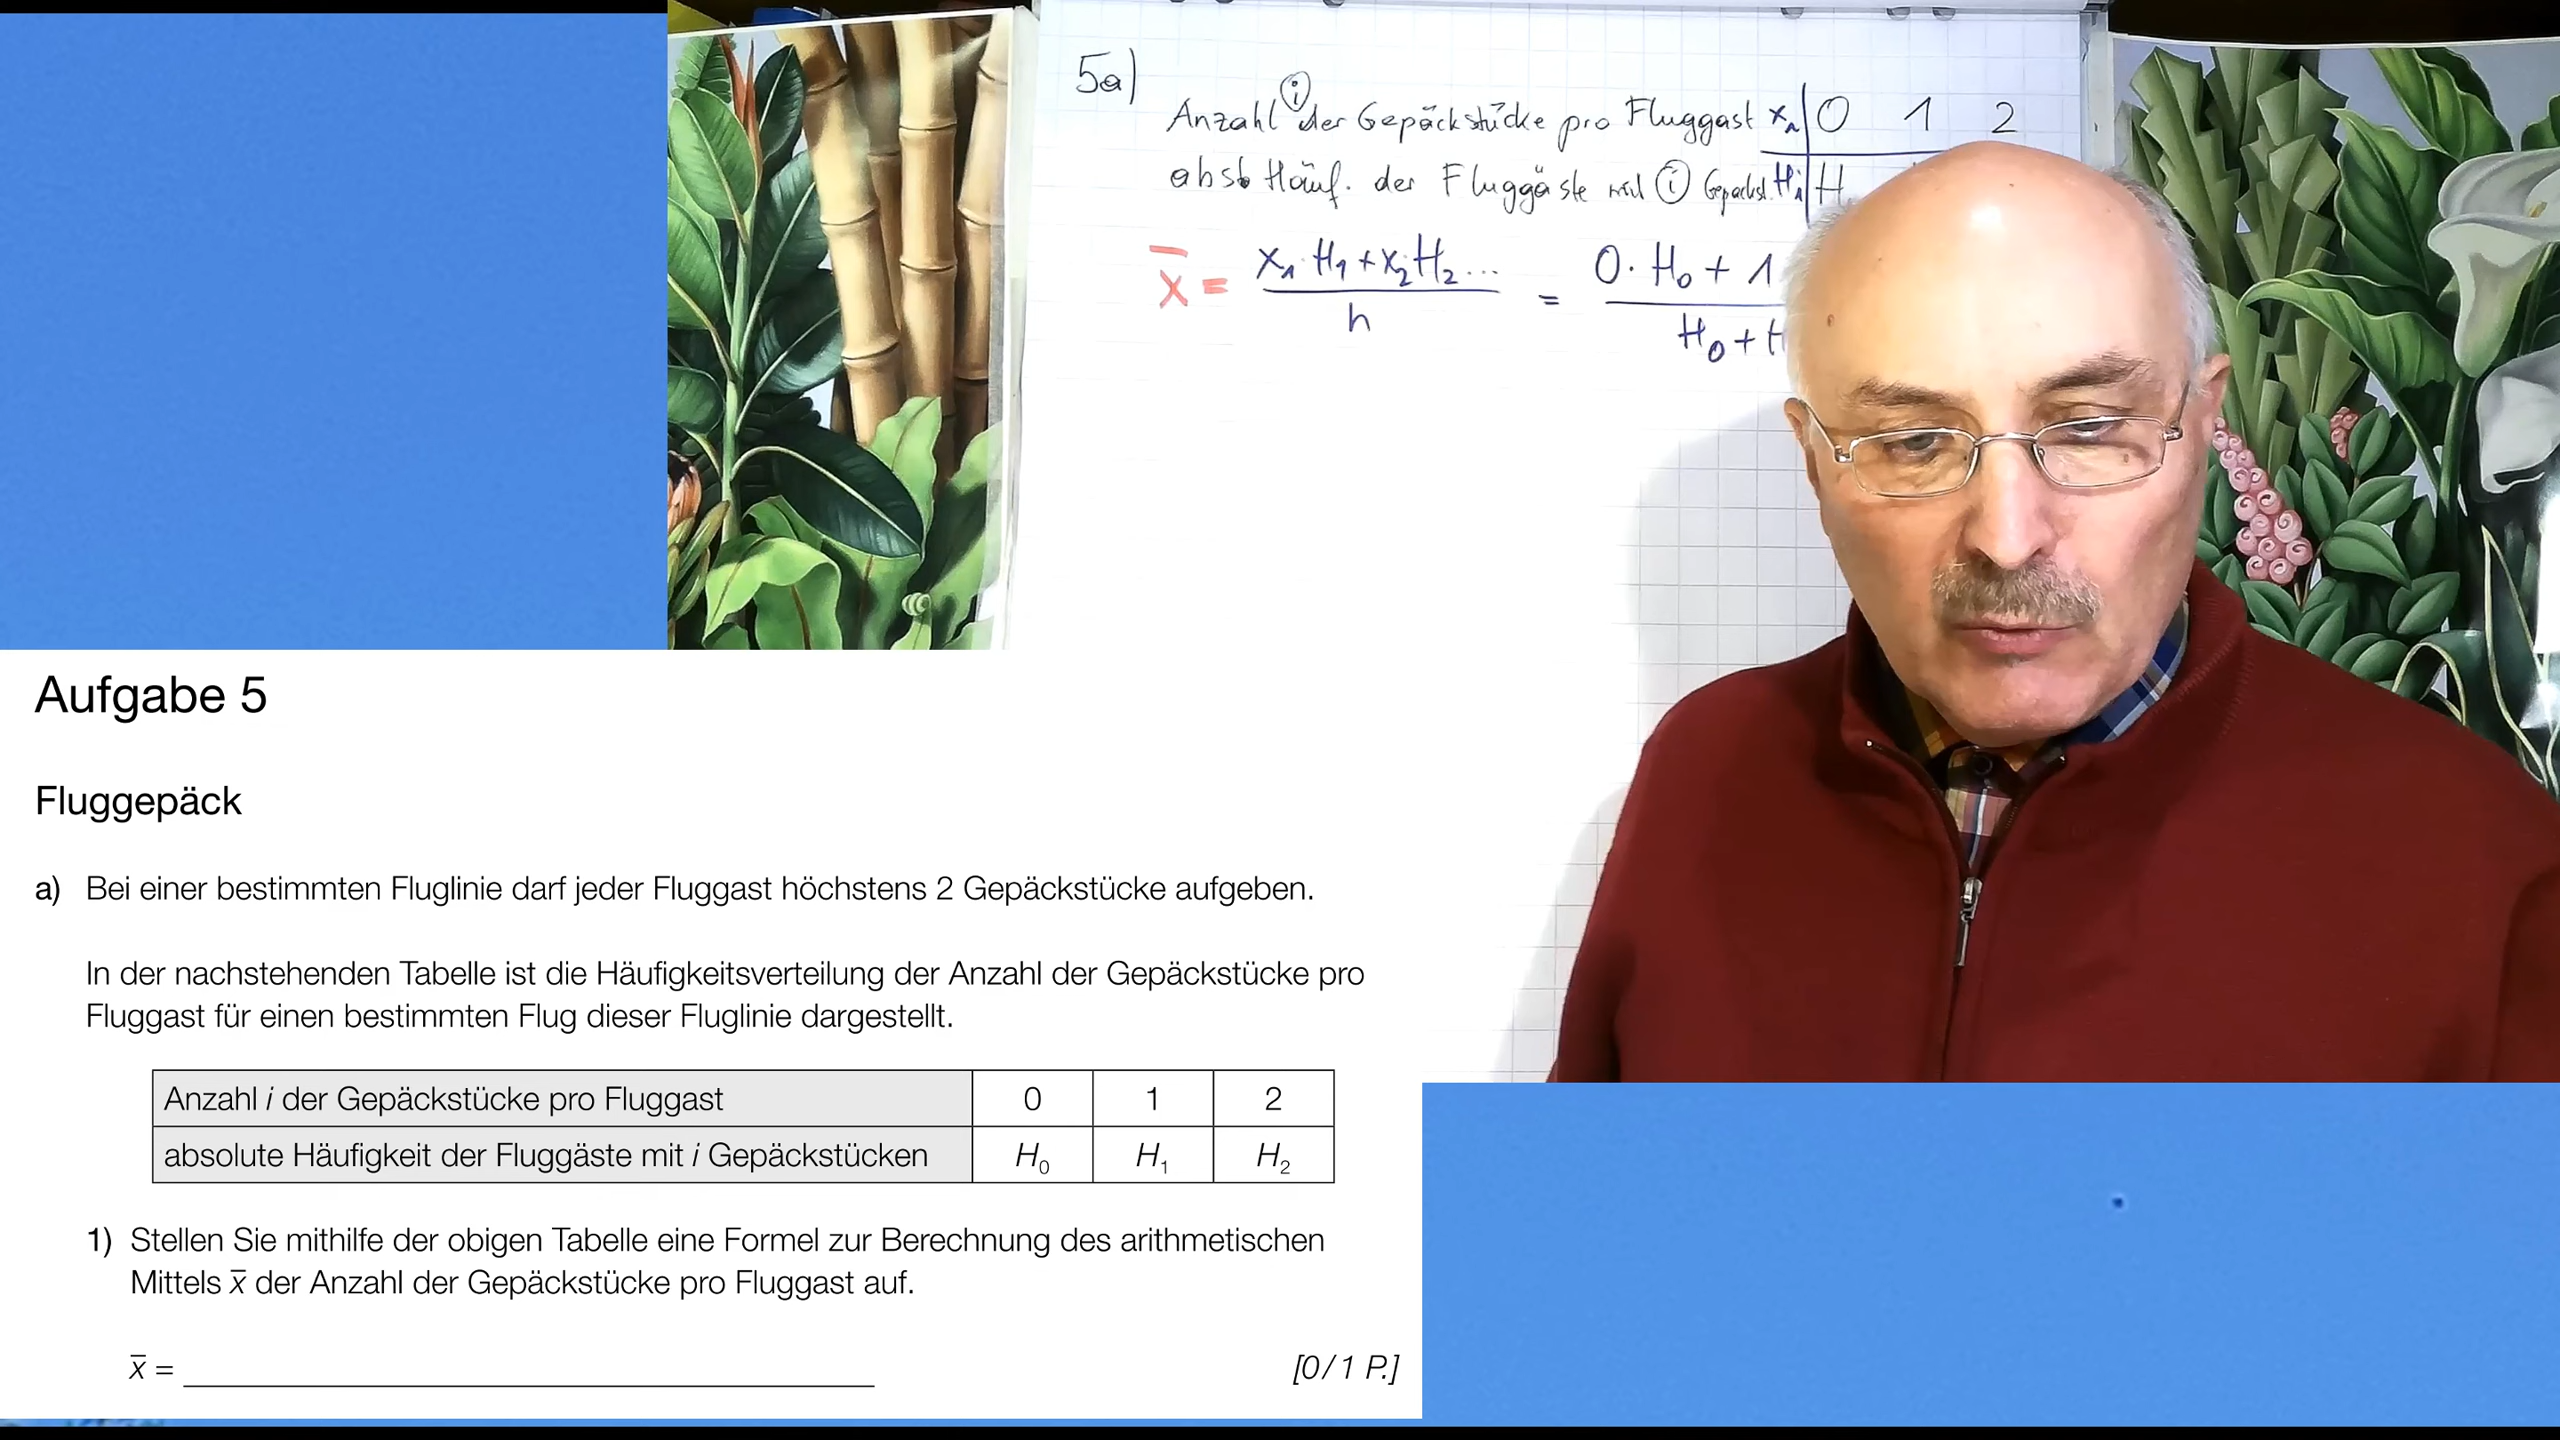 5a)
Anzahl i der Gepäckstücke pro Fluggast xi 0 1 2
abs. Häuf. der Fluggäste mit i Gepäckst. Hi H
x̄ = (x₁·H₁+x₂·H₂...)/n = (0·H₀+1)/(H₀+H
Aufgabe 5
Fluggepäck
a) Bei einer bestimmten Fluglinie darf jeder Fluggast höchstens 2 Gepäckstücke aufgeben.
In der nachstehenden Tabelle ist die Häufigkeitsverteilung der Anzahl der Gepäckstücke pro
Fluggast für einen bestimmten Flug dieser Fluglinie dargestellt.
Anzahl i der Gepäckstücke pro Fluggast 0 1 2
absolute Häufigkeit der Fluggäste mit i Gepäckstücken H₀ H₁ H₂
1) Stellen Sie mithilfe der obigen Tabelle eine Formel zur Berechnung des arithmetischen
Mittels x̄ der Anzahl der Gepäckstücke pro Fluggast auf.
x̄ = [0/1 P.]